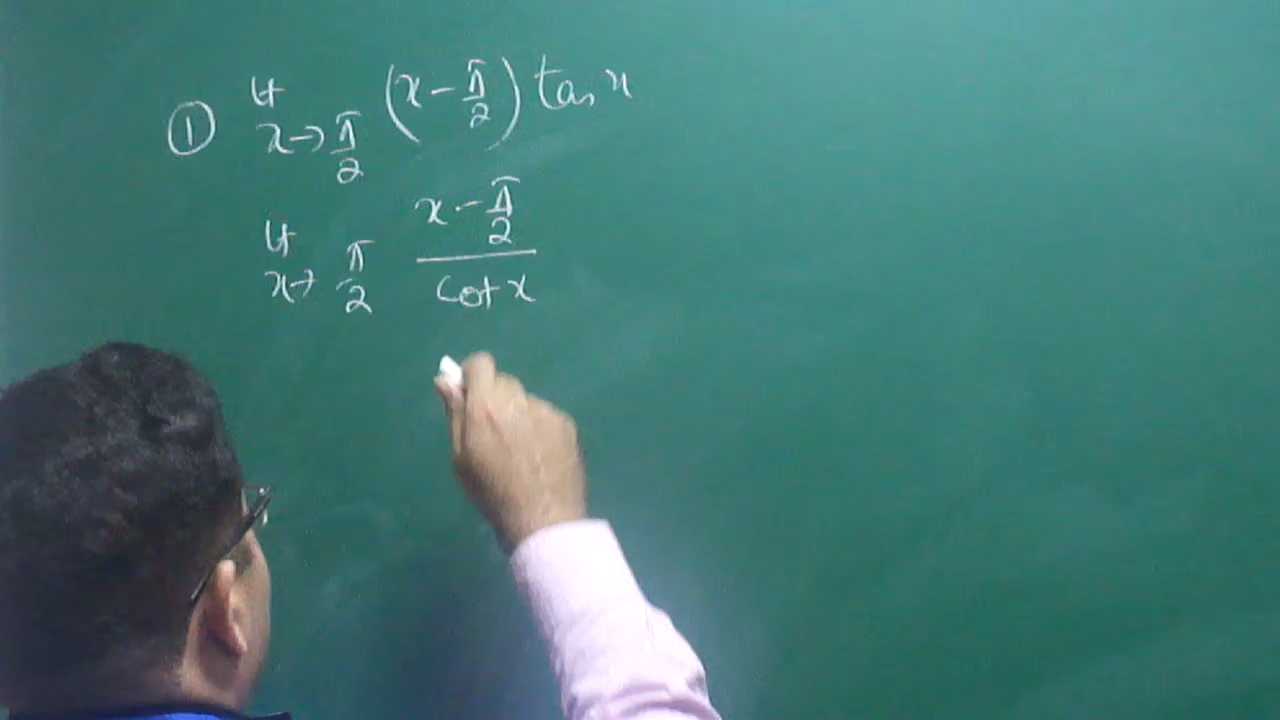 ① Lt x→π/2 (x - π/2) tan x
Lt x→ π/2 (x - π/2)/(cot x)